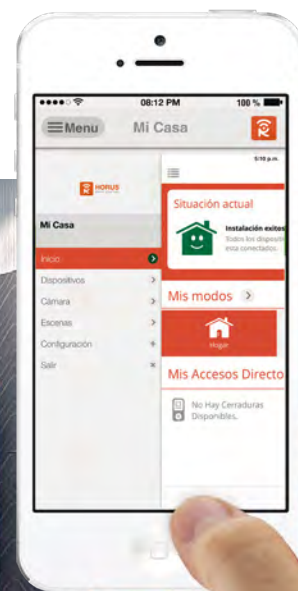 08:12 PM
100 %
Menu
Mi Casa
HORUS
5:10 p.m.
Mi Casa
Inicio
Dispositivos
Cámara
Escenas
Configuración
Salir
Situación actual
Instalación exitos
Todos los dispositi
esta conectados.
Mis modos
Hogar
Mis Accesos Directo
No Hay Cerraduras
Disponibles.